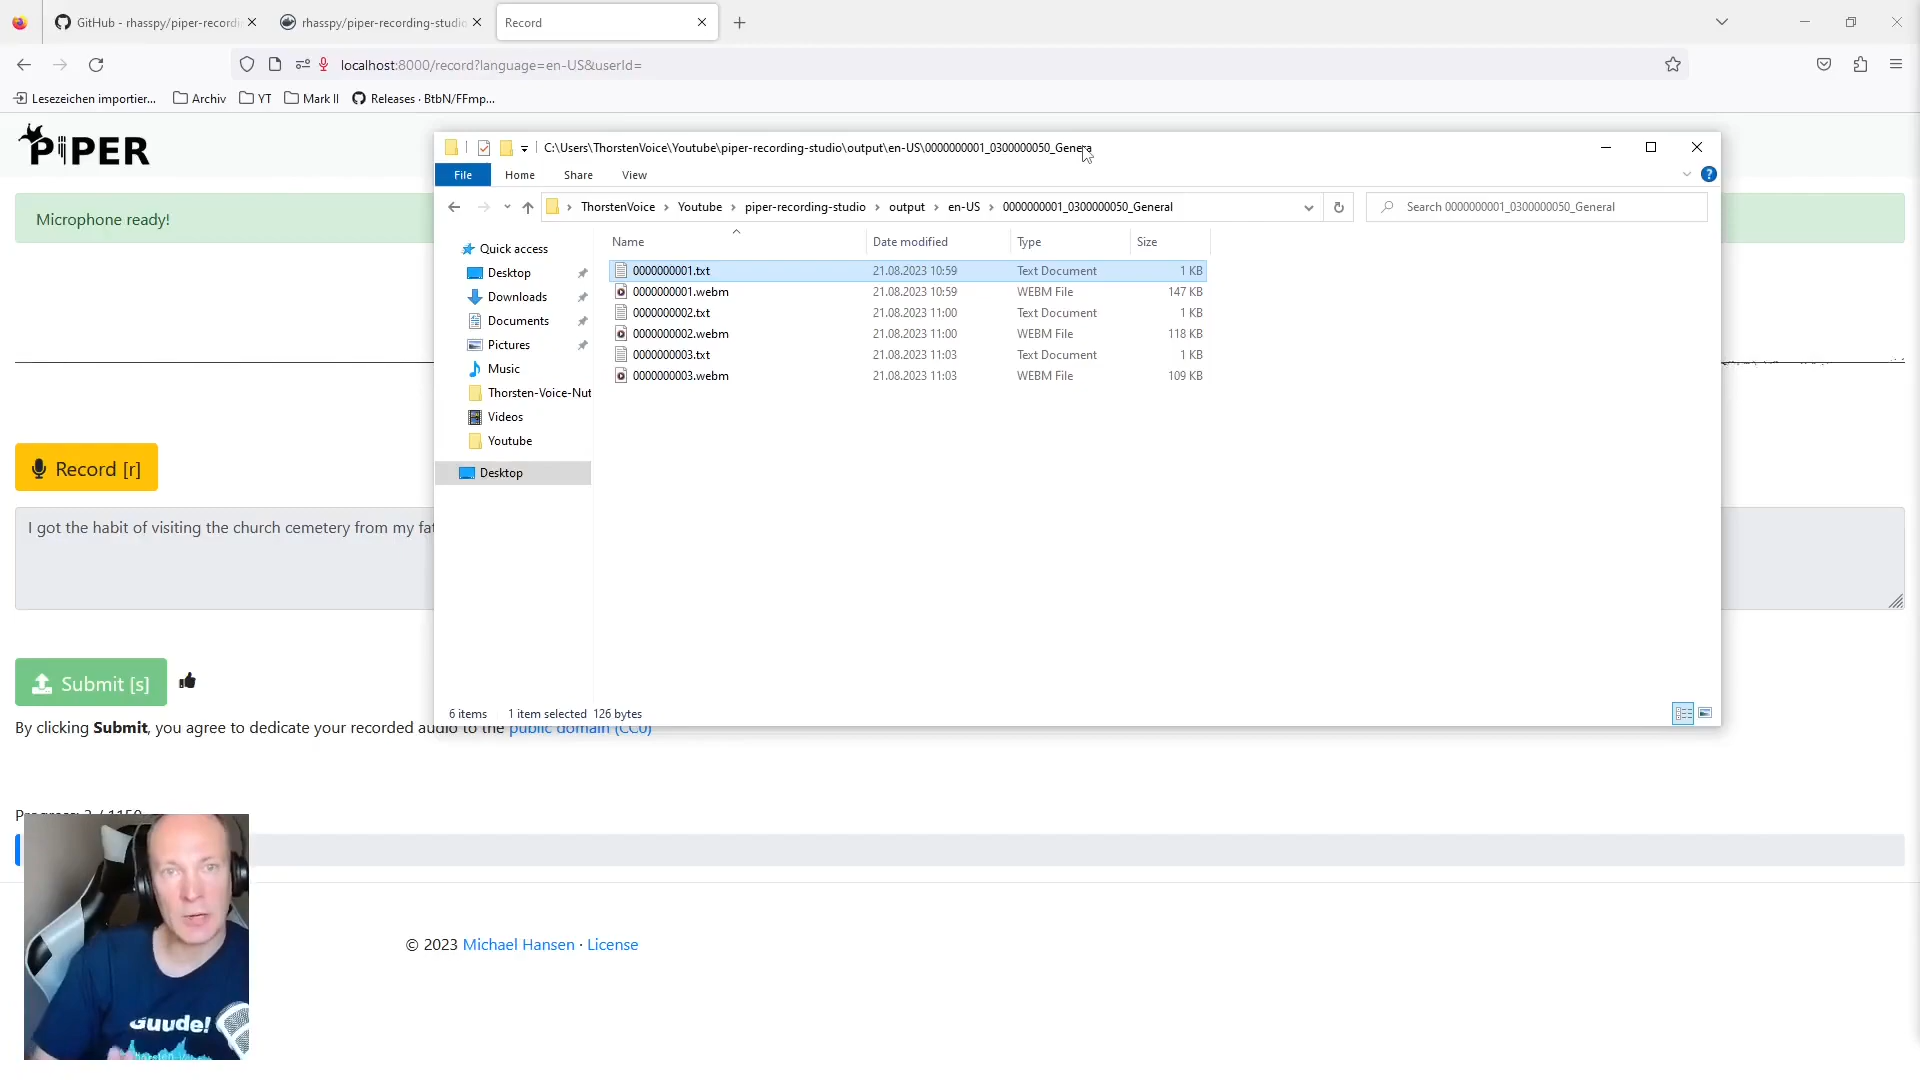 GitHub - rhasspy/piper-recordi
rhasspy/piper-recording-studio
Record
localhost:8000/record?language=en-US&userId=
Lesezeichen importier...
Archiv
YT
Mark II
Releases · BtbN/FFmp...
PIPER
Microphone ready!
Record [r]
I got the habit of visiting the church cemetery from my fat
Submit [s]
By clicking Submit, you agree to dedicate your recorded audio to the public domain (CC0)
C:\Users\ThorstenVoice\Youtube\piper-recording-studio\output\en-US\0000000001_0300000050_General
File
Home
Share
View
ThorstenVoice
Youtube
piper-recording-studio
output
en-US
0000000001_0300000050_General
Search 0000000001_0300000050_General
Quick access
Desktop
Downloads
Documents
Pictures
Music
Thorsten-Voice-Nut
Videos
Youtube
Desktop
Name Date modified Type Size
0000000001.txt 21.08.2023 10:59 Text Document 1 KB
0000000001.webm 21.08.2023 10:59 WEBM File 147 KB
0000000002.txt 21.08.2023 11:00 Text Document 1 KB
0000000002.webm 21.08.2023 11:00 WEBM File 118 KB
0000000003.txt 21.08.2023 11:03 Text Document 1 KB
0000000003.webm 21.08.2023 11:03 WEBM File 109 KB
6 items 1 item selected 126 bytes
Guude!
© 2023 Michael Hansen · License